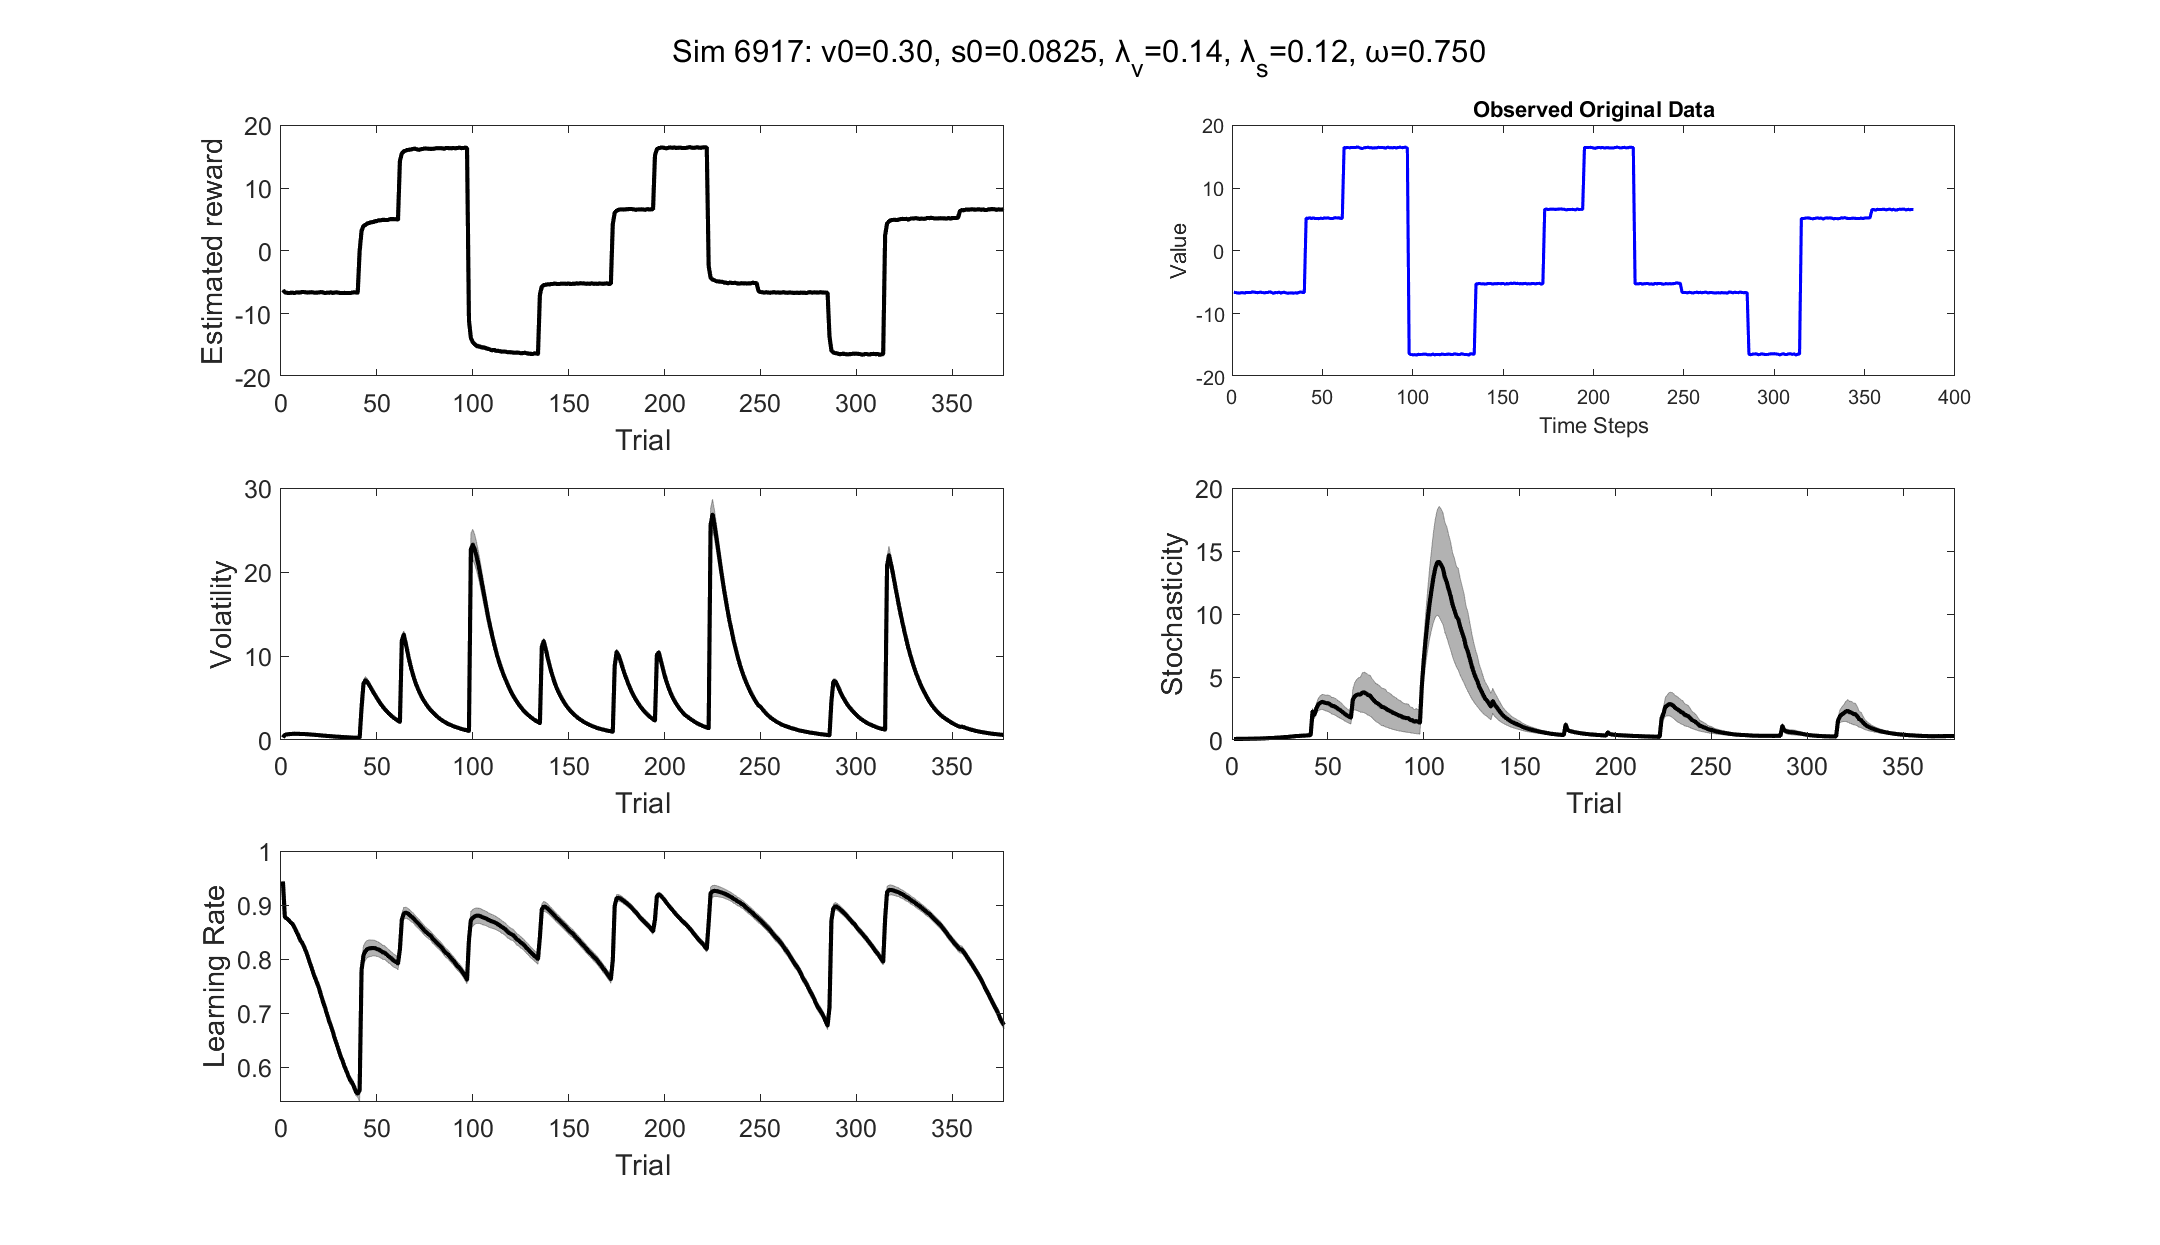 Sim 6917: v0=0.30, s0=0.0825, λ_v=0.14, λ_s=0.12, ω=0.750
Estimated reward
20
10
0
-10
-20
0 50 100 150 200 250 300 350
Trial
Observed Original Data
Value
20
10
0
-10
-20
0 50 100 150 200 250 300 350 400
Time Steps
Volatility
30
20
10
0
0 50 100 150 200 250 300 350
Trial
Stochasticity
20
15
10
5
0
0 50 100 150 200 250 300 350
Trial
Learning Rate
1
0.9
0.8
0.7
0.6
0 50 100 150 200 250 300 350
Trial